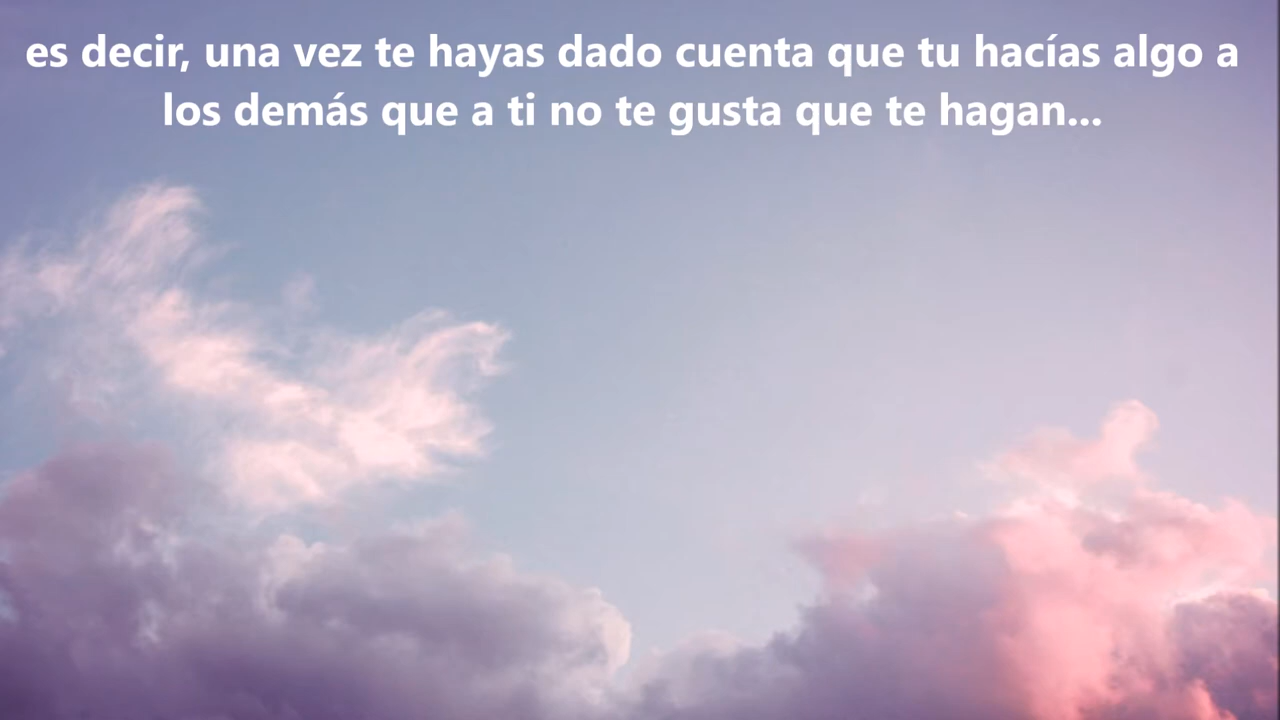 es decir, una vez te hayas dado cuenta que tu hacías algo a
los demás que a ti no te gusta que te hagan...